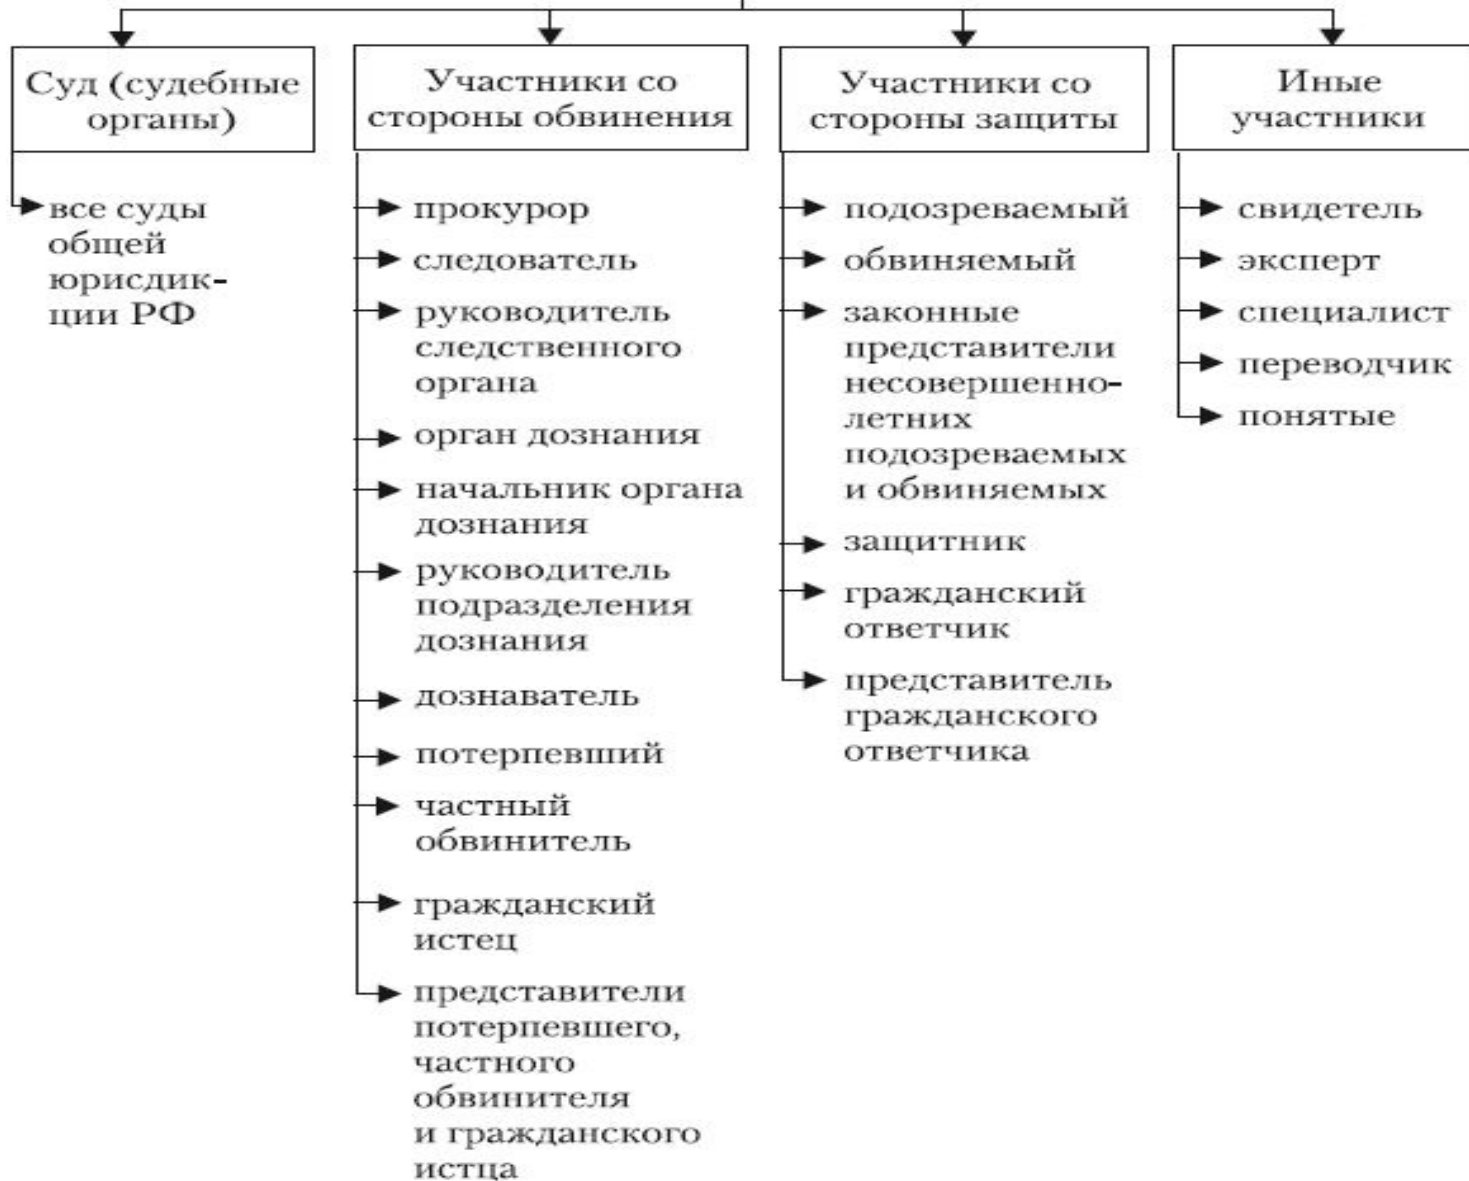 Суд (судебные
органы)
все суды
общей
юрисдик-
ции РФ
Участники со
стороны обвинения
прокурор
следователь
руководитель
следственного
органа
орган дознания
начальник органа
дознания
руководитель
подразделения
дознания
дознаватель
потерпевший
частный
обвинитель
гражданский
истец
представители
потерпевшего,
частного
обвинителя
и гражданского
истца
Участники со
стороны защиты
подозреваемый
обвиняемый
законные
представители
несовершенно-
летних
подозреваемых
и обвиняемых
защитник
гражданский
ответчик
представитель
гражданского
ответчика
Иные
участники
свидетель
эксперт
специалист
переводчик
понятые